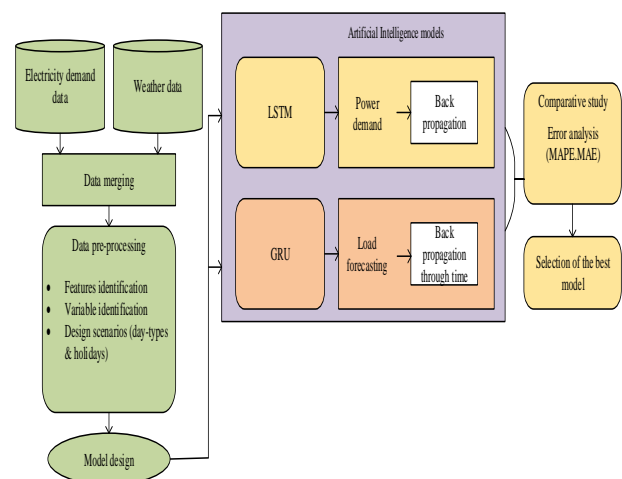 Electricity demand
data
Weather data
Data merging
Data pre-processing
• Features identification
• Variable identification
• Design scenarios (day-types
& holidays)
Model design
Artificial Intelligence models
LSTM
Power
demand
Back
propagation
GRU
Load
forecasting
Back
propagation
through time
Comparative study
Error analysis
(MAPE.MAE)
Selection of the best
model